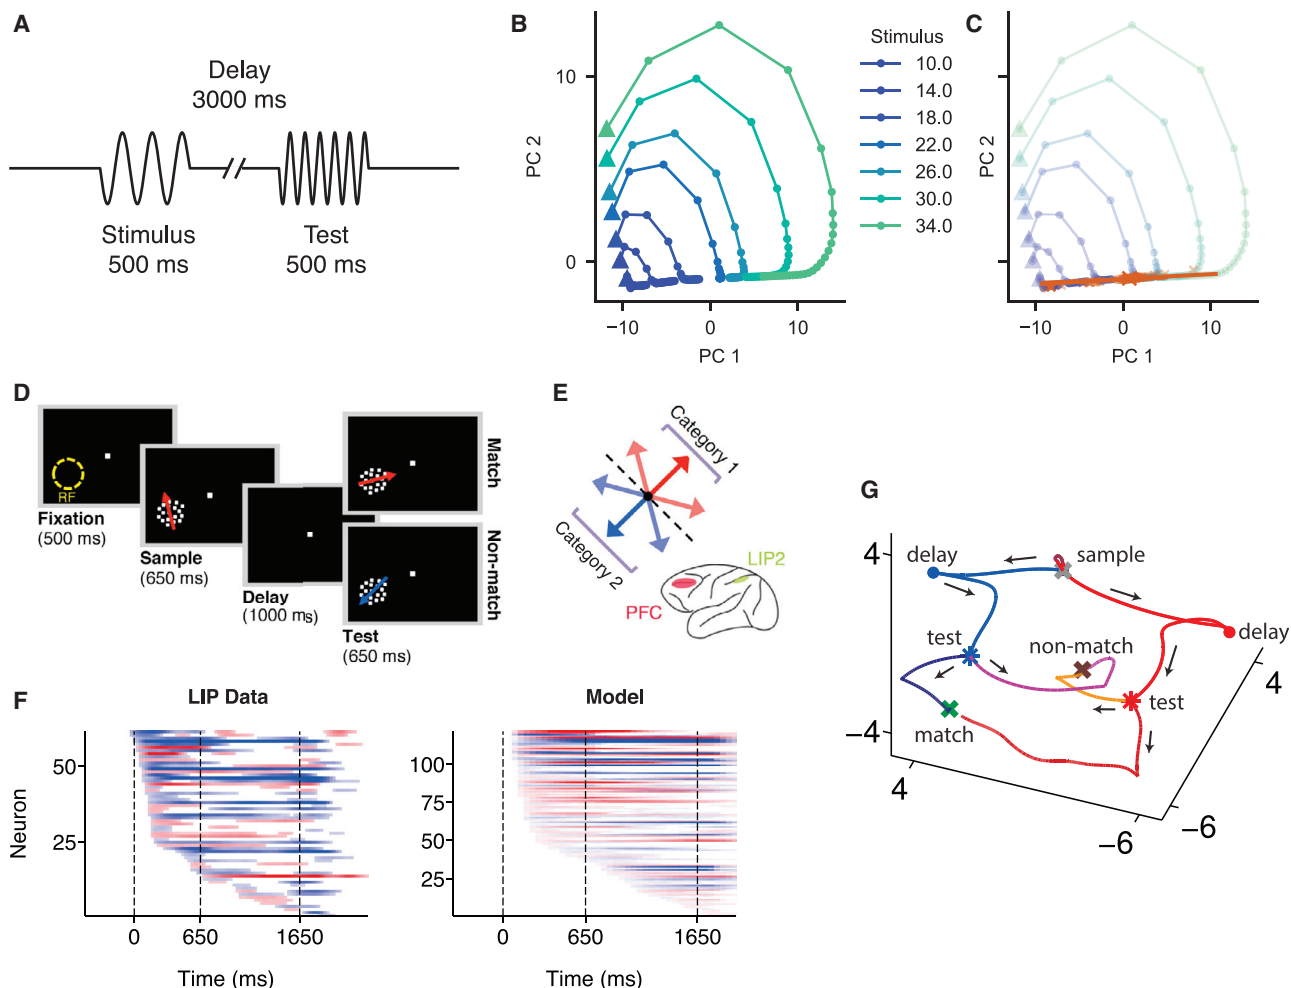 A
Delay
3000 ms
Stimulus
500 ms
Test
500 ms
B
PC 2
10
0
−10
0
10
PC 1
Stimulus
10.0
14.0
18.0
22.0
26.0
30.0
34.0
C
PC 2
−10
0
10
PC 1
D
RF
Fixation
(500 ms)
Sample
(650 ms)
Delay
(1000 ms)
Test
(650 ms)
Match
Non-match
E
Category 1
Category 2
LIP2
PFC
G
4
−4
4
−6
−6
4
delay
sample
delay
test
non-match
test
match
F
LIP Data
Neuron
50
25
0
650
1650
Time (ms)
Model
100
75
50
25
0
650
1650
Time (ms)